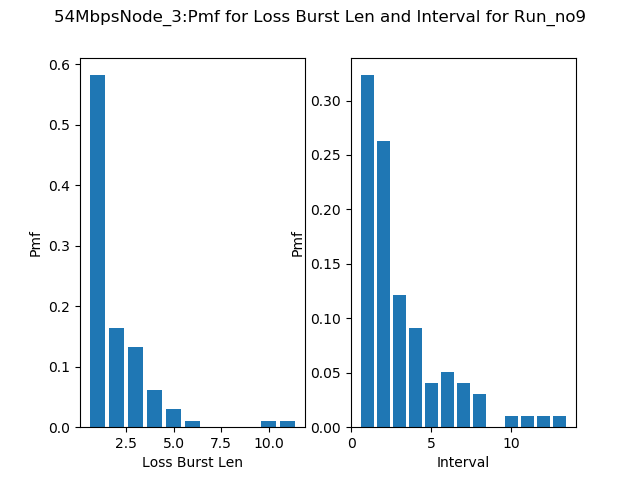 54MbpsNode_3:Pmf for Loss Burst Len and Interval for Run_no9
0.6
0.5
0.4
0.3
0.2
0.1
0.0
Pmf
2.5 5.0 7.5 10.0
Loss Burst Len
0.30
0.25
0.20
0.15
0.10
0.05
0.00
Pmf
0 5 10
Interval